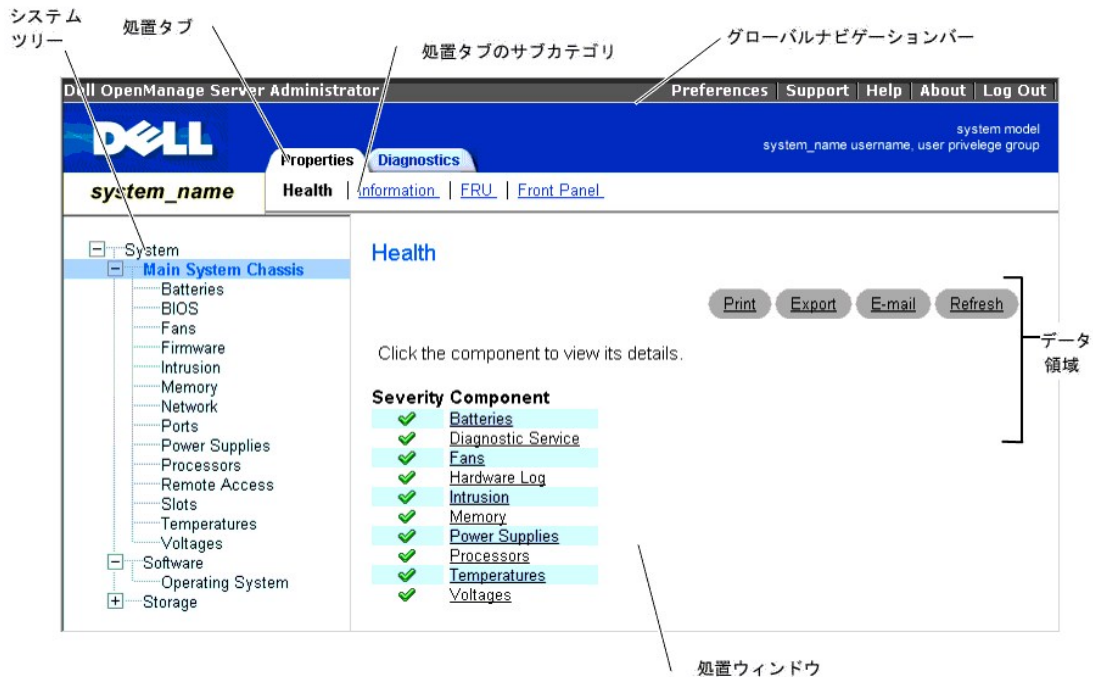 システム
ツリー
処置タブ
処置タブのサブカテゴリ
グローバルナビゲーションバー
Dell OpenManage Server Administrator
Preferences | Support | Help | About | Log Out
DELL
Properties
Diagnostics
system model
system_name username, user privelege group
system_name
Health | Information | FRU | Front Panel
System
Main System Chassis
Batteries
BIOS
Fans
Firmware
Intrusion
Memory
Network
Ports
Power Supplies
Processors
Remote Access
Slots
Temperatures
Voltages
Software
Operating System
Storage
Health
Print
Export
E-mail
Refresh
データ
領域
Click the component to view its details.
Severity Component
Batteries
Diagnostic Service
Fans
Hardware Log
Intrusion
Memory
Power Supplies
Processors
Temperatures
Voltages
処置ウィンドウ